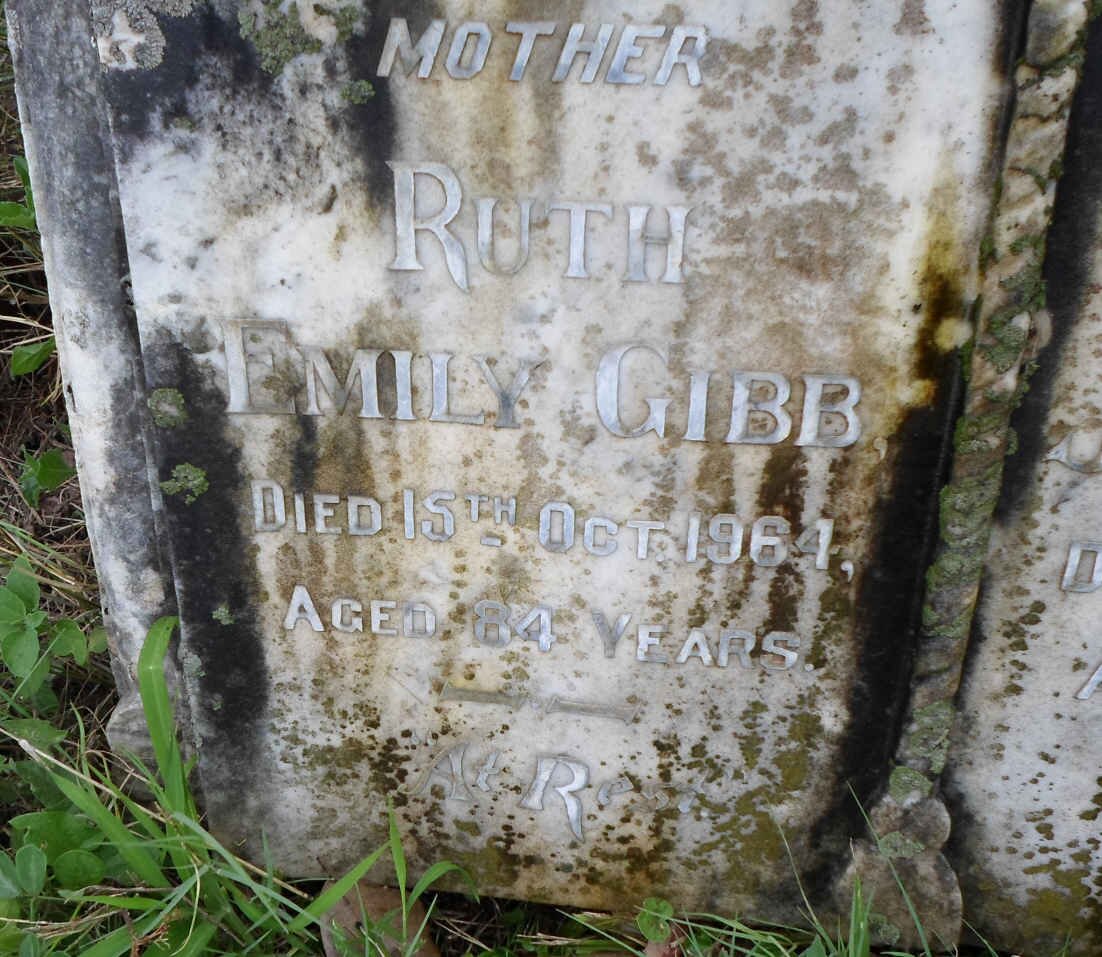 MOTHER
RUTH
EMILY GIBB
DIED 15TH OCT. 1964,
AGED 84 YEARS.
At Rest